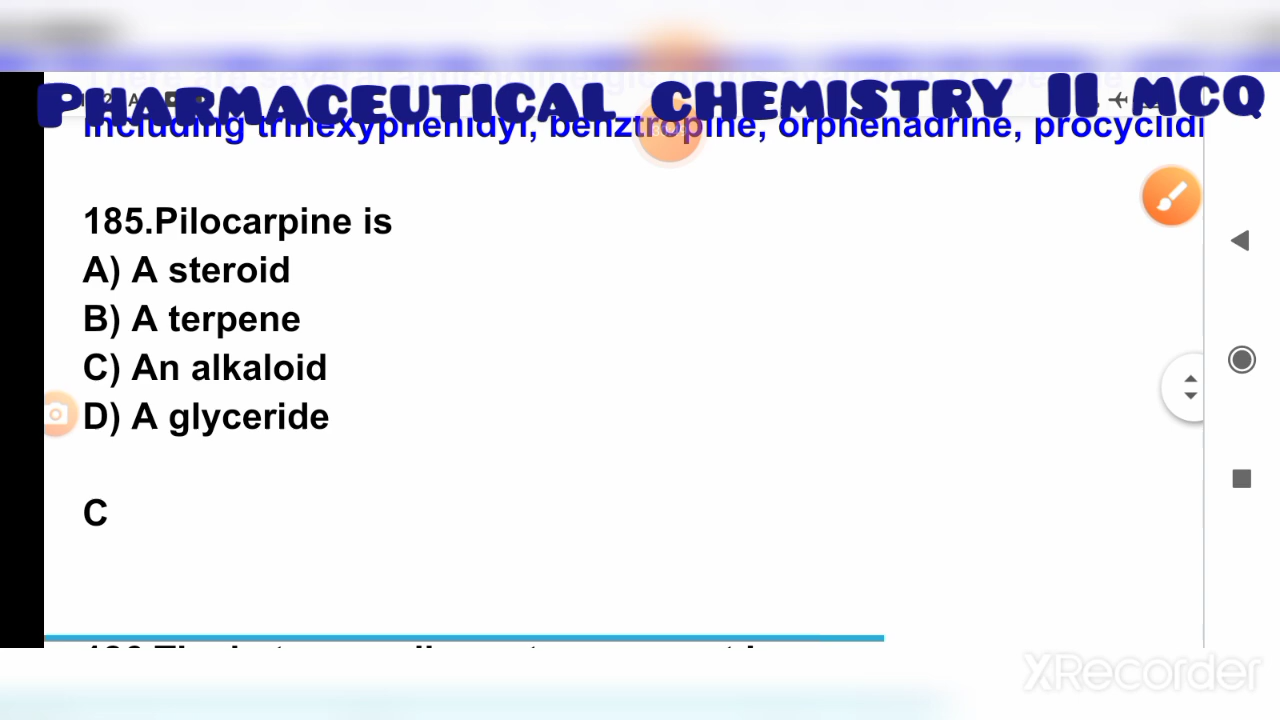 PHARMACEUTICAL CHEMISTRY II MCQ
including trihexyphenidyl, benztropine, orphenadrine, procyclidi
185.Pilocarpine is
A) A steroid
B) A terpene
C) An alkaloid
D) A glyceride
C
XRecorder